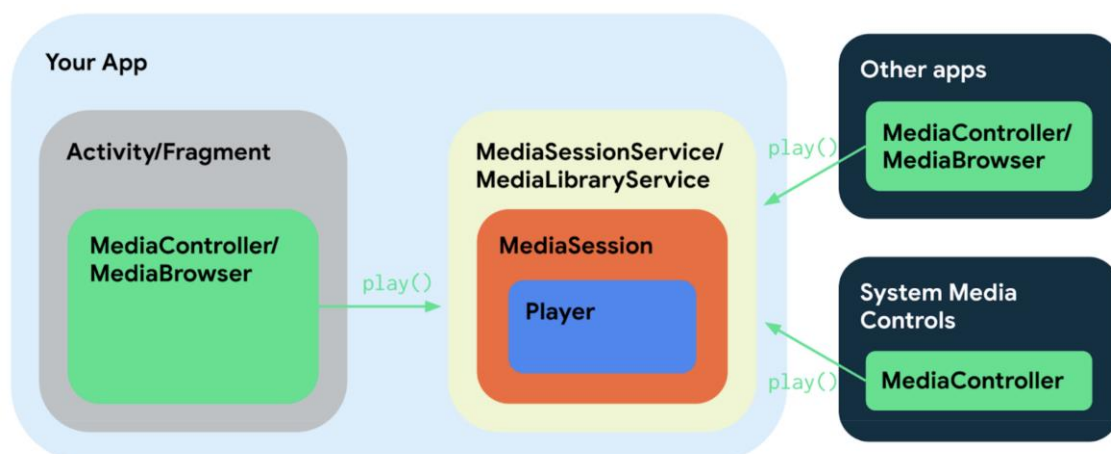 Your App
Activity/Fragment
MediaController/
MediaBrowser
play()
MediaSessionService/
MediaLibraryService
MediaSession
Player
Other apps
MediaController/
MediaBrowser
play()
System Media
Controls
MediaController
play()